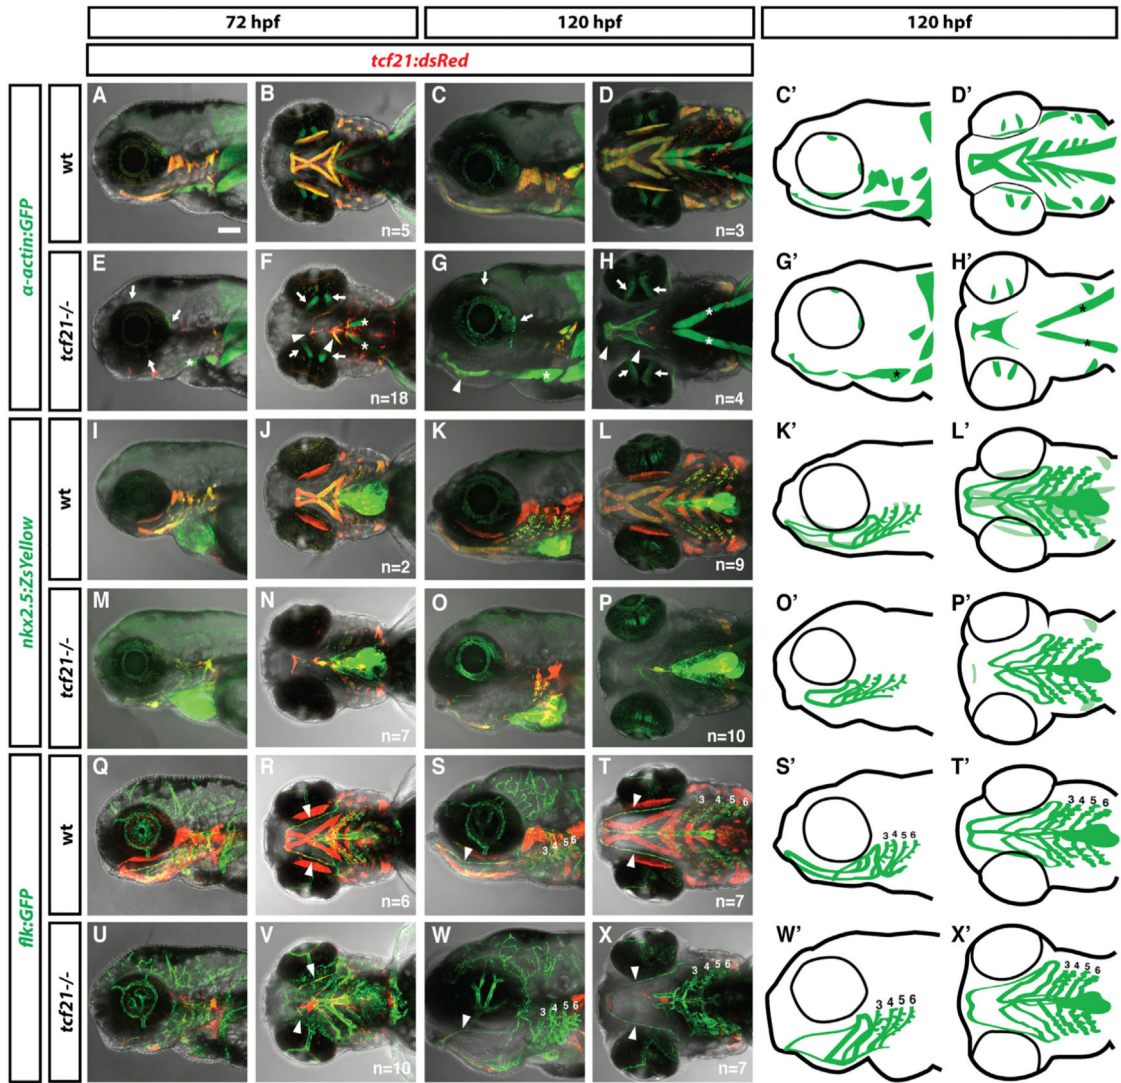 72 hpf
120 hpf
120 hpf
tcf21:dsRed
α-actin:GFP
wt
A
B
n=5
C
D
n=3
C’
D’
tcf21-/-
E
*
F
*
*
n=18
G
*
H
*
*
n=4
G’
*
H’
*
*
nkx2.5:ZsYellow
wt
I
J
n=2
K
L
n=9
K’
L’
tcf21-/-
M
N
n=7
O
P
n=10
O’
P’
flk:GFP
wt
Q
R
n=6
S
3 4 5 6
T
3 4 5 6
n=7
S’
3 4 5 6
T’
3 4 5 6
tcf21-/-
U
V
n=10
W
3 4 5 6
X
3 4 5 6
n=7
W’
3 4 5 6
X’
3 4 5 6